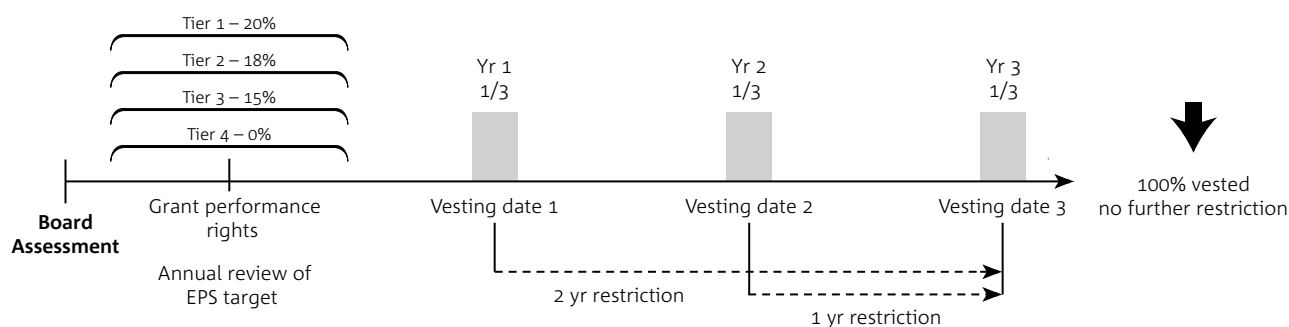 Tier 1 – 20%
Tier 2 – 18%
Tier 3 – 15%
Tier 4 – 0%
Yr 1
1/3
Yr 2
1/3
Yr 3
1/3
Board
Assessment
Grant performance
rights
Annual review of
EPS target
Vesting date 1
Vesting date 2
Vesting date 3
100% vested
no further restriction
2 yr restriction
1 yr restriction